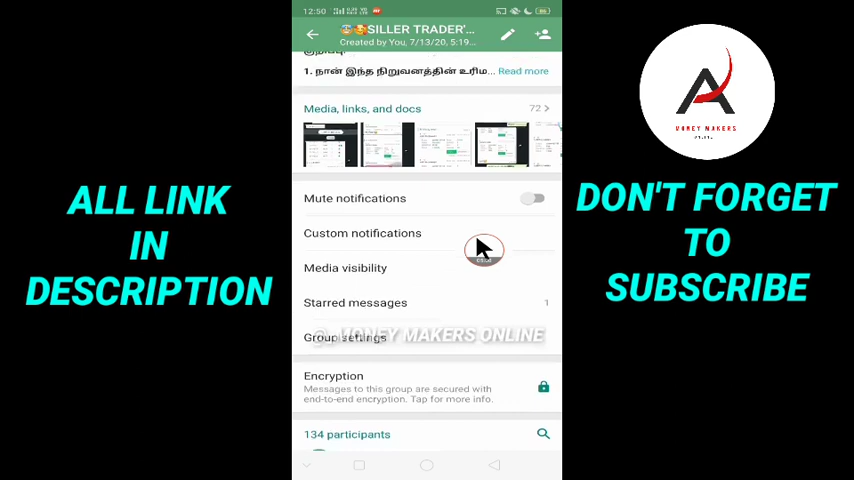 12:50
SILLER TRADER'...
Created by You, 7/13/20, 5:19...
குறிப்பு:
1. நான் இந்த நிறுவனத்தின் உரிம... Read more
Media, links, and docs 72
Mute notifications
Custom notifications
Media visibility
Starred messages 1
@_MONEY MAKERS ONLINE
Group settings
Encryption
Messages to this group are secured with
end-to-end encryption. Tap for more info.
134 participants
ALL LINK
IN
DESCRIPTION
MONEY MAKERS
DON'T FORGET
TO
SUBSCRIBE